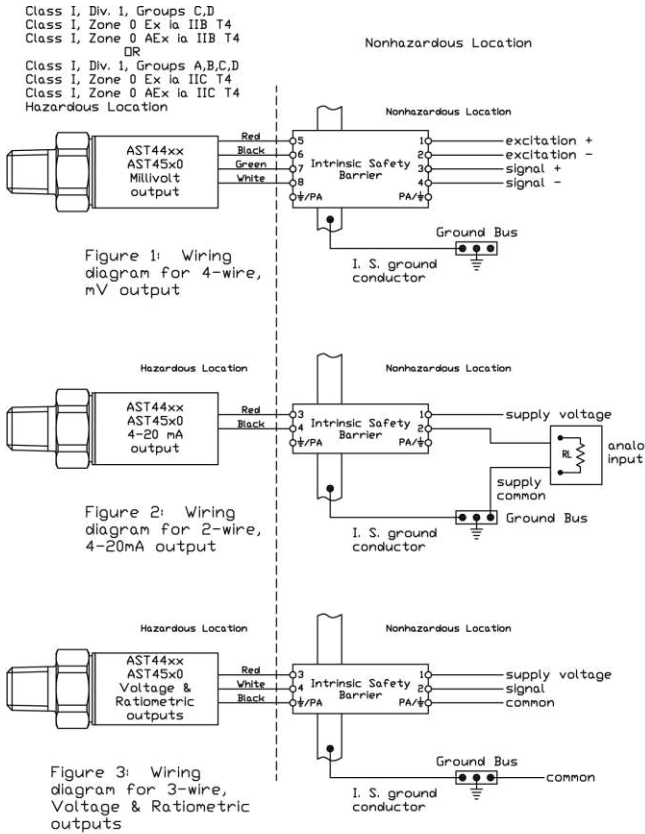 Class I, Div. 1, Groups C,D
Class I, Zone 0 Ex ia IIB T4
Class I, Zone 0 AEx ia IIB T4
OR
Class I, Div. 1, Groups A,B,C,D
Class I, Zone 0 Ex ia IIC T4
Class I, Zone 0 AEx ia IIC T4
Hazardous Location
Nonhazardous Location
Nonhazardous Location
AST44xx
AST45x0
Millivolt
output
Red
Black
Green
White
5
6
7
8
⏚/PA
Intrinsic Safety
Barrier
1
2
3
4
PA/⏚
excitation +
excitation -
signal +
signal -
Ground Bus
I. S. ground
conductor
Figure 1: Wiring
diagram for 4-wire,
mV output
Hazardous Location
Nonhazardous Location
AST44xx
AST45x0
4-20 mA
output
Red
Black
3
4
⏚/PA
Intrinsic Safety
Barrier
1
2
PA/⏚
supply voltage
RL
analo
input
supply
common
Ground Bus
I. S. ground
conductor
Figure 2: Wiring
diagram for 2-wire,
4-20mA output
Hazardous Location
Nonhazardous Location
AST44xx
AST45x0
Voltage &
Ratiometric
outputs
Red
White
Black
3
4
⏚/PA
Intrinsic Safety
Barrier
1
2
PA/⏚
supply voltage
signal
common
Ground Bus
common
I. S. ground
conductor
Figure 3: Wiring
diagram for 3-wire,
Voltage & Ratiometric
outputs